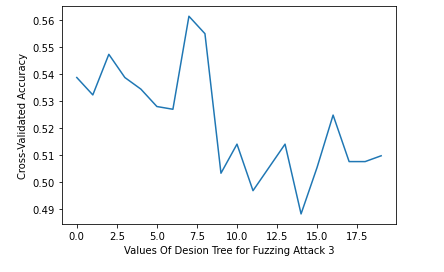 0.56
0.55
0.54
0.53
0.52
0.51
0.50
0.49
Cross-Validated Accuracy
0.0 2.5 5.0 7.5 10.0 12.5 15.0 17.5
Values Of Desion Tree for Fuzzing Attack 3